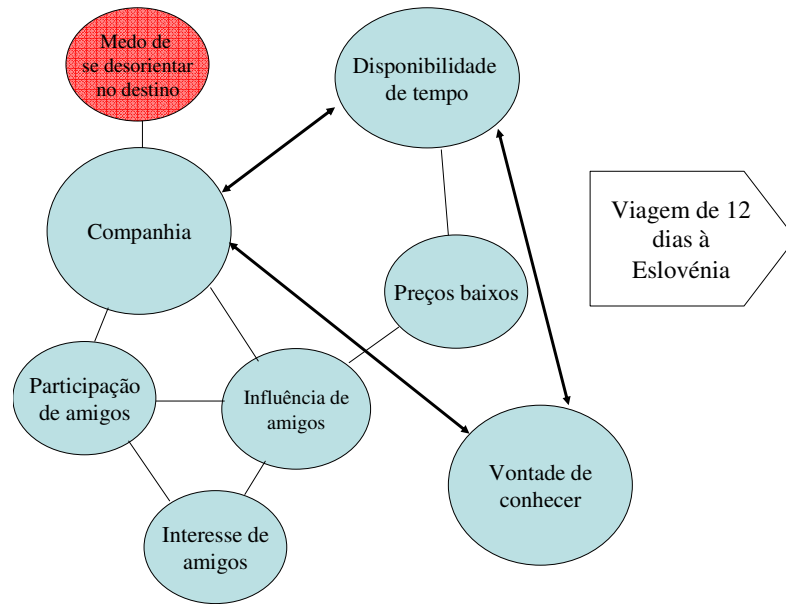 Medo de
se desorientar
no destino
Disponibilidade
de tempo
Companhia
Viagem de 12
dias à
Eslovénia
Preços baixos
Participação
de amigos
Influência de
amigos
Vontade de
conhecer
Interesse de
amigos